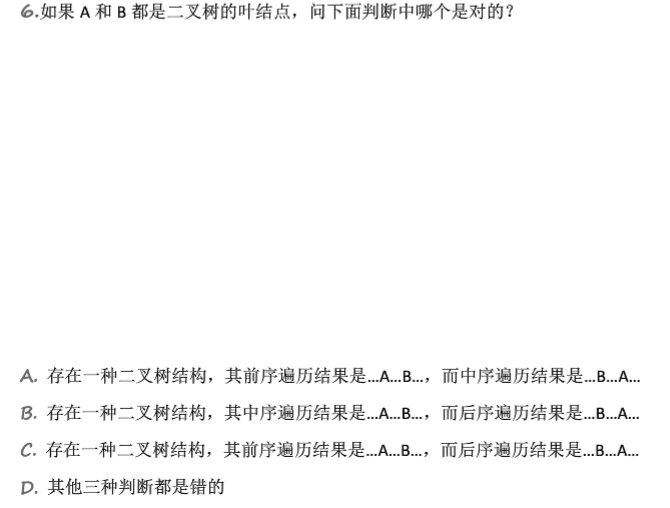 6.如果 A 和 B 都是二叉树的叶结点，问下面判断中哪个是对的？
A. 存在一种二叉树结构，其前序遍历结果是…A…B…，而中序遍历结果是…B…A…
B. 存在一种二叉树结构，其中序遍历结果是…A…B…，而后序遍历结果是…B…A…
C. 存在一种二叉树结构，其前序遍历结果是…A…B…，而后序遍历结果是…B…A…
D. 其他三种判断都是错的